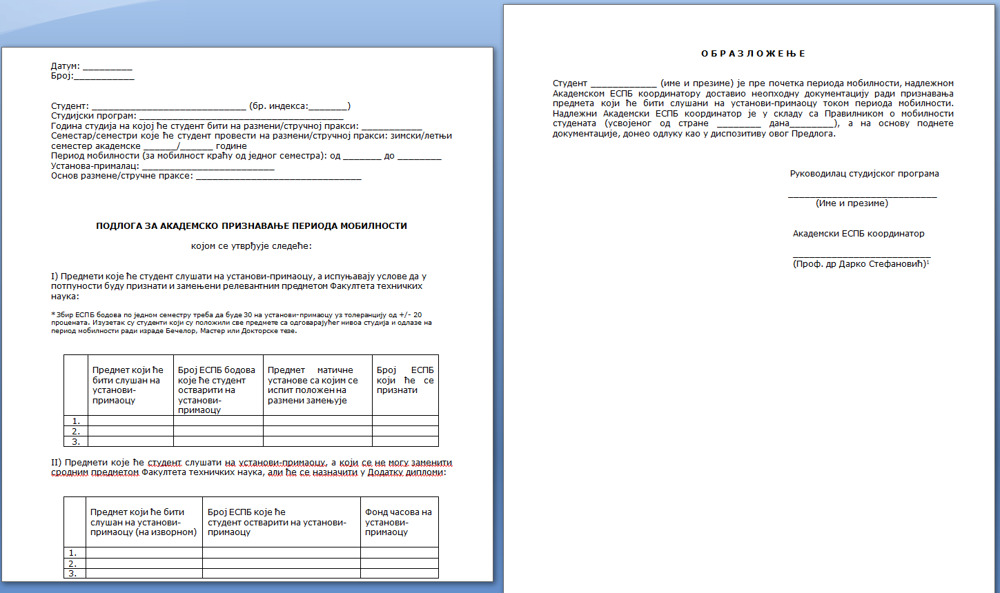 Датум: _________
Број:___________
Студент: ____________________________ (бр. индекса:_______)
Студијски програм: _____________________________________
Година студија на којој ће студент бити на размени/стручној пракси: ___________
Семестар/семестри које ће студент провести на размени/стручној пракси: зимски/летњи
семестар академске ______/______ године
Период мобилности (за мобилност краћу од једног семестра): од _______ до ________
Установа-прималац: ________________________
Основ размене/стручне праксе: ______________________________
ПОДЛОГА ЗА АКАДЕМСКО ПРИЗНАВАЊЕ ПЕРИОДА МОБИЛНОСТИ
којом се утврђује следеће:
I) Предмети које ће студент слушати на установи-примаоцу, а испуњавају услове да у
потпуности буду признати и замењени релевантним предметом Факултета техничких
наука:
*Збир ЕСПБ бодова по једном семестру треба да буде 30 на установи-примаоцу уз толеранцију од +/- 20
процената. Изузетак су студенти који су положили све предмете са одговарајућег нивоа студија и одлазе на
период мобилности ради израде Бечелор, Мастер или Докторске тезе.
Предмет који ће
бити слушан на
установи-
примаоцу
Број ЕСПБ бодова
које ће студент
остварити на
установи-
примаоцу
Предмет матичне
установе са којим се
испит положен на
размени замењује
Број ЕСПБ
који ће се
признати
1.
2.
3.
II) Предмети које ће студент слушати на установи-примаоцу, а који се не могу заменити
сродним предметом Факултета техничких наука, али ће се назначити у Додатку дипломи:
Предмет који ће бити
слушан на установи-
примаоцу (на изворном)
Број ЕСПБ које ће
студент остварити на установи-
примаоцу
Фонд часова на
установи-
примаоцу
1.
2.
3.
О Б Р А З Л О Ж Е Њ Е
Студент ____________ (име и презиме) је пре почетка периода мобилности, надлежном
Академском ЕСПБ координатору доставио неопходну документацију ради признавања
предмета који ће бити слушани на установи-примаоцу током периода мобилности.
Надлежни Академски ЕСПБ координатор је у складу са Правилником о мобилности
студената (усвојеног од стране ________ дана________), а на основу поднете
документације, донео одлуку као у диспозитиву овог Предлога.
Руководилац студијског програма
___________________________
(Име и презиме)
Академски ЕСПБ координатор
_________________________
(Проф. др Дарко Стефановић)¹